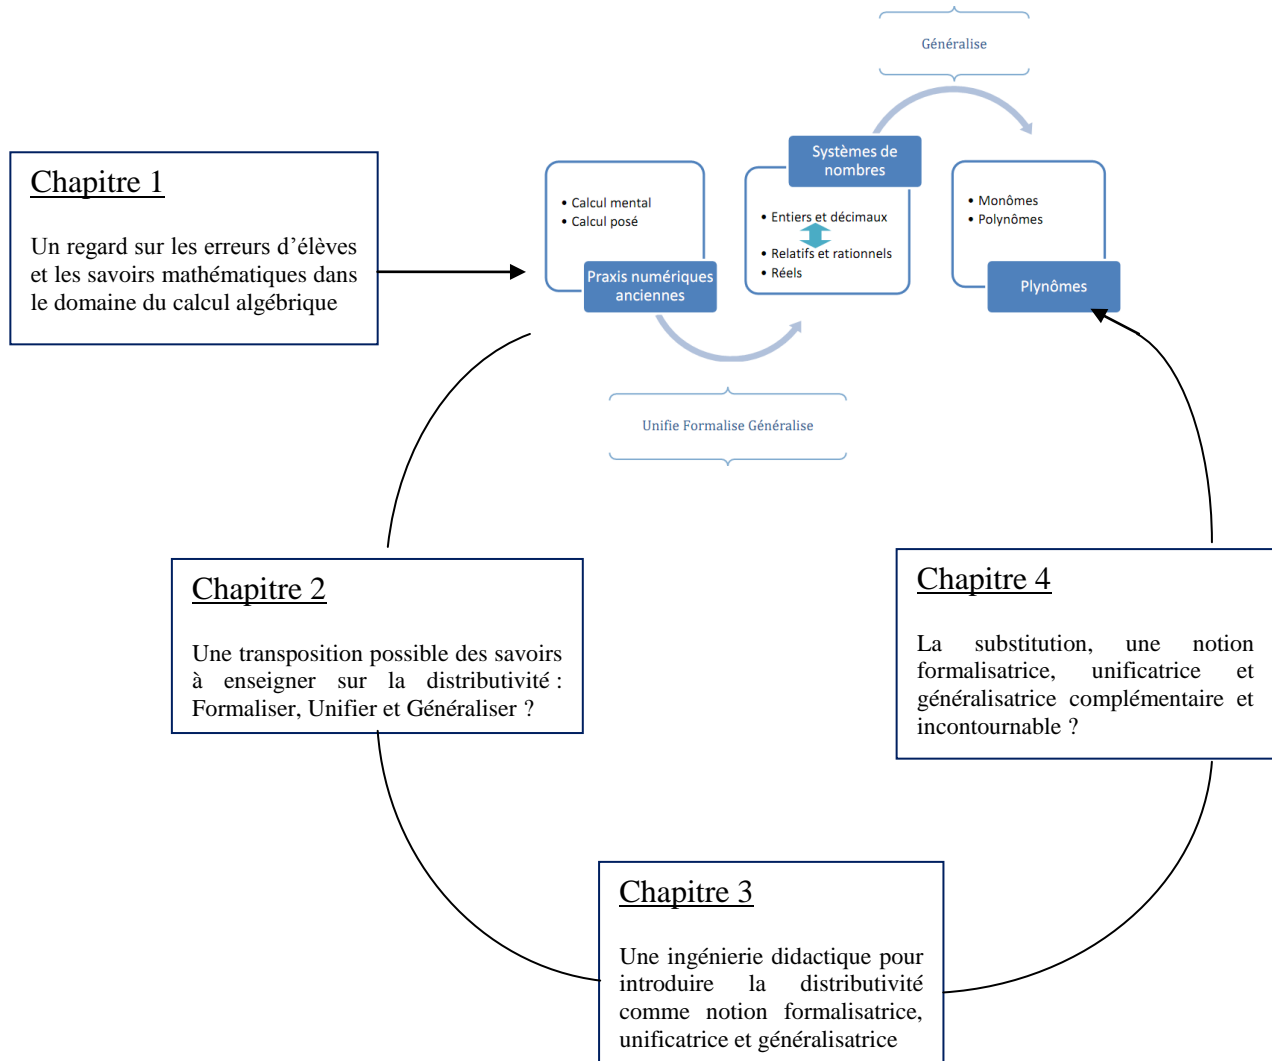 Généralise
Chapitre 1
Un regard sur les erreurs d'élèves
et les savoirs mathématiques dans
le domaine du calcul algébrique
• Calcul mental
• Calcul posé
Praxis numériques
anciennes
Systèmes de
nombres
• Entiers et décimaux
• Relatifs et rationnels
• Réels
• Monômes
• Polynômes
Plynômes
Unifie Formalise Généralise
Chapitre 2
Une transposition possible des savoirs
à enseigner sur la distributivité :
Formaliser, Unifier et Généraliser ?
Chapitre 4
La substitution, une notion
formalisatrice, unificatrice et
généralisatrice complémentaire et
incontournable ?
Chapitre 3
Une ingénierie didactique pour
introduire la distributivité
comme notion formalisatrice,
unificatrice et généralisatrice